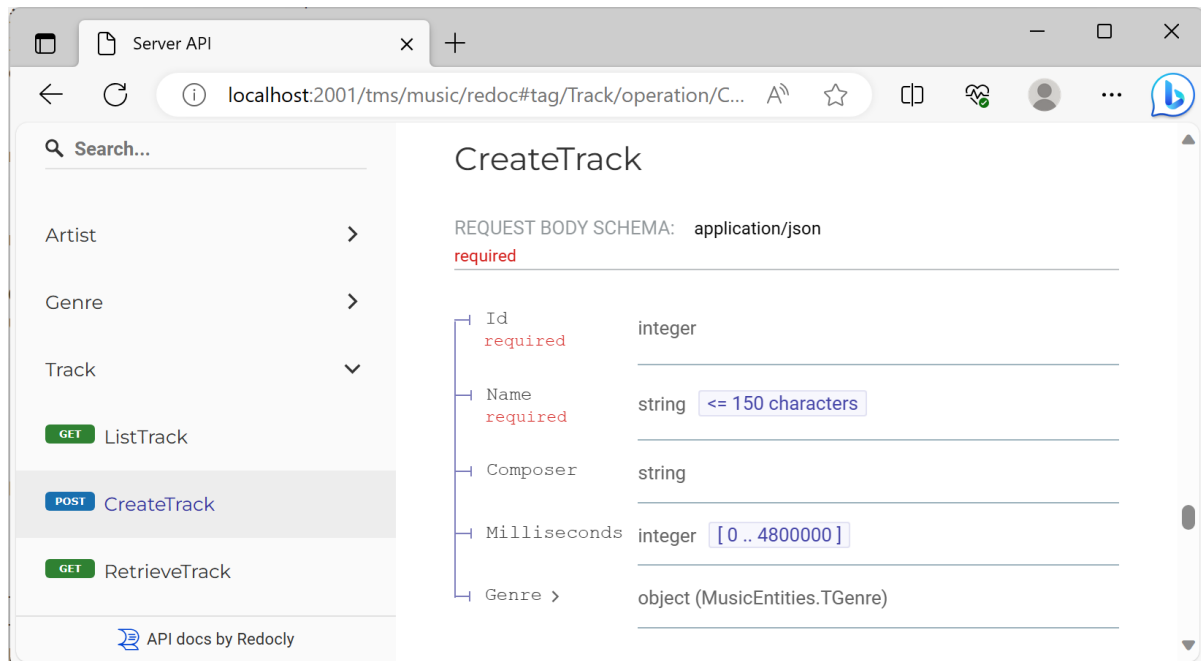 Server API
localhost:2001/tms/music/redoc#tag/Track/operation/C...
Search...
Artist
Genre
Track
GET ListTrack
POST CreateTrack
GET RetrieveTrack
API docs by Redocly
CreateTrack
REQUEST BODY SCHEMA: application/json
required
Id
required
integer
Name
required
string <= 150 characters
Composer string
Milliseconds integer [ 0 .. 4800000 ]
Genre > object (MusicEntities.TGenre)